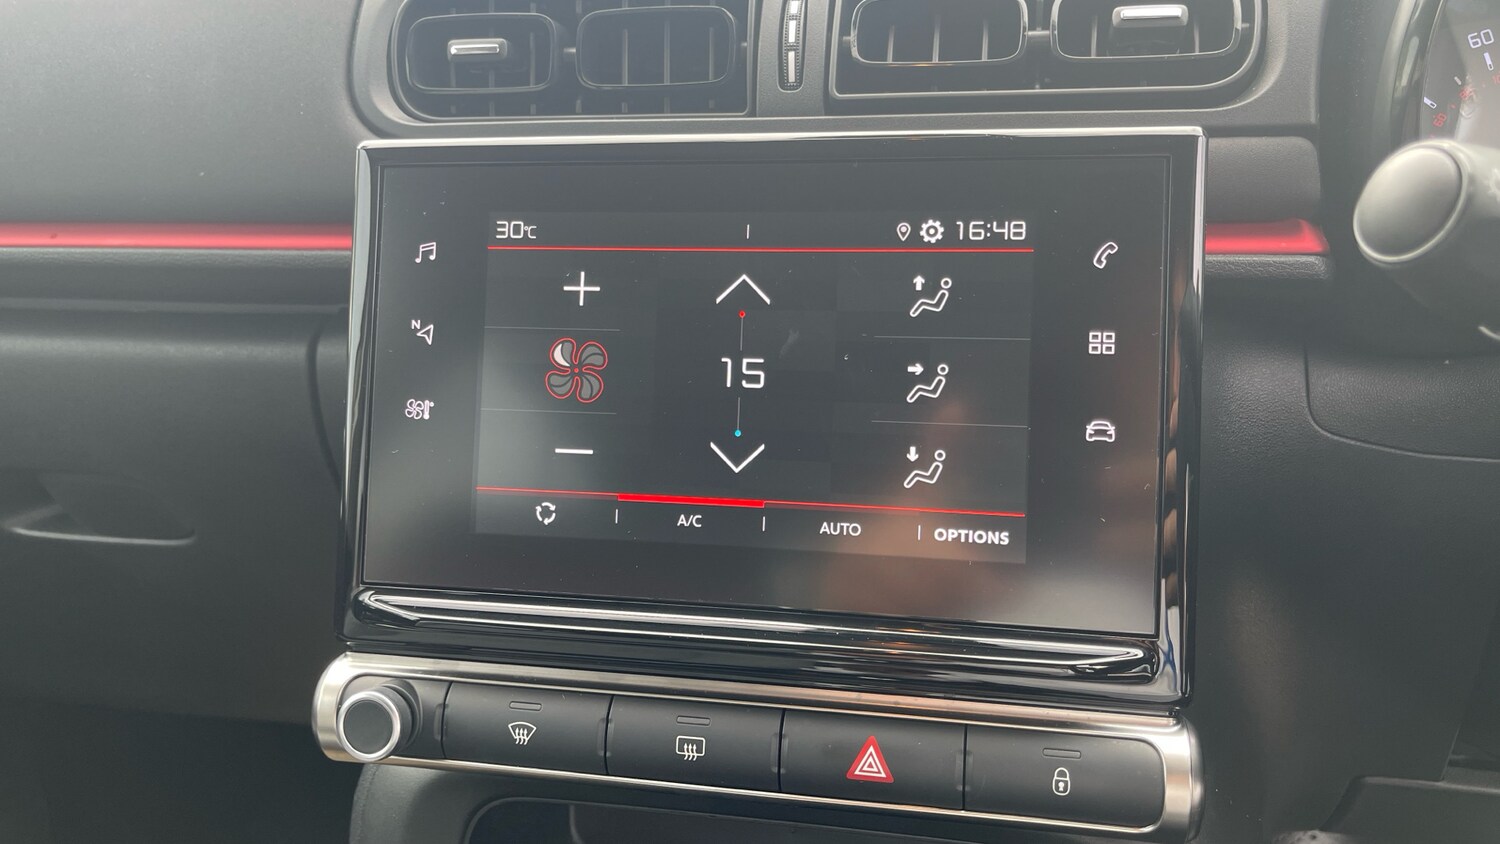 60
30°C
16:48
N
15
A/C
AUTO
OPTIONS